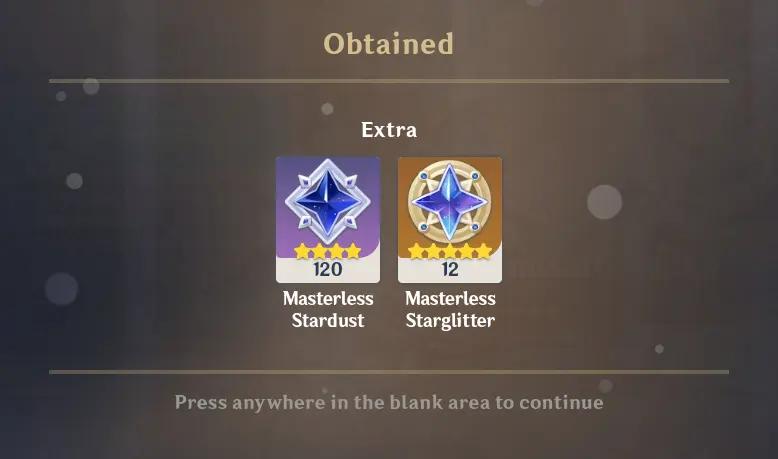 Obtained
Extra
120
12
Masterless
Stardust
Masterless
Starglitter
Press anywhere in the blank area to continue